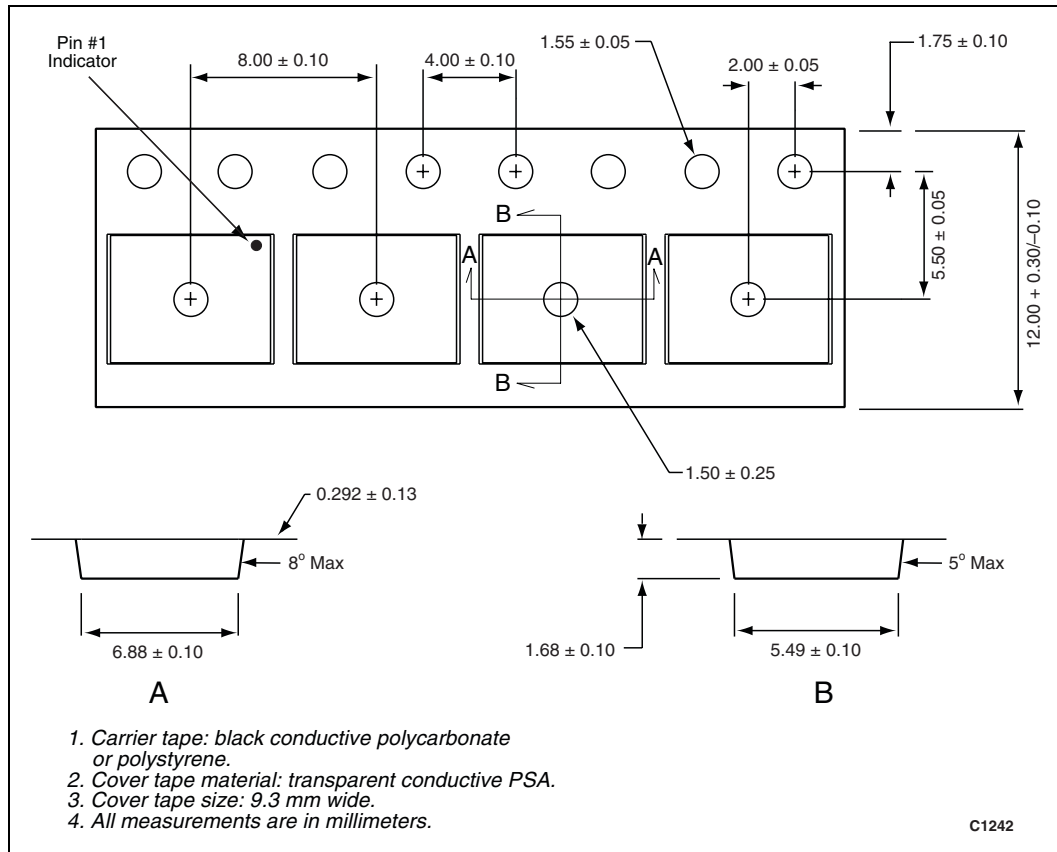 Pin #1
Indicator
8.00 ± 0.10
4.00 ± 0.10
1.55 ± 0.05
2.00 ± 0.05
1.75 ± 0.10
B
A
A
B
5.50 ± 0.05
12.00 + 0.30/–0.10
1.50 ± 0.25
0.292 ± 0.13
8° Max
6.88 ± 0.10
A
5° Max
1.68 ± 0.10
5.49 ± 0.10
B
1. Carrier tape: black conductive polycarbonate
or polystyrene.
2. Cover tape material: transparent conductive PSA.
3. Cover tape size: 9.3 mm wide.
4. All measurements are in millimeters.
C1242